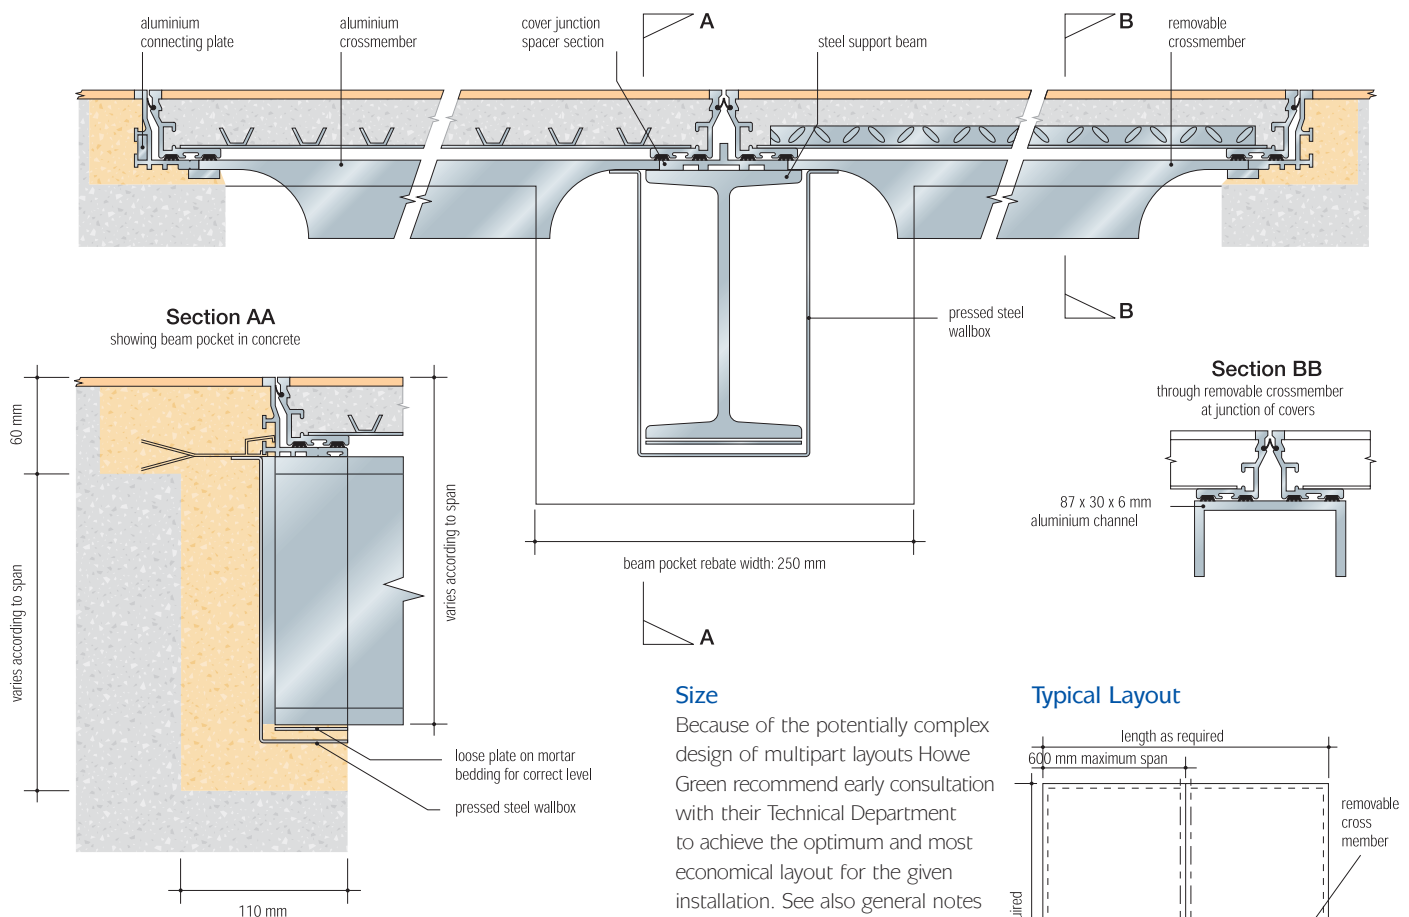 aluminium
connecting plate
aluminium
crossmember
cover junction
spacer section
A
steel support beam
B
removable
crossmember
Section AA
showing beam pocket in concrete
pressed steel
wallbox
B
Section BB
through removable crossmember
at junction of covers
60 mm
varies according to span
varies according to span
87 x 30 x 6 mm
aluminium channel
beam pocket rebate width: 250 mm
A
loose plate on mortar
bedding for correct level
pressed steel wallbox
110 mm
Size
Because of the potentially complex
design of multipart layouts Howe
Green recommend early consultation
with their Technical Department
to achieve the optimum and most
economical layout for the given
installation. See also general notes
Typical Layout
length as required
600 mm maximum span
removable
cross
member